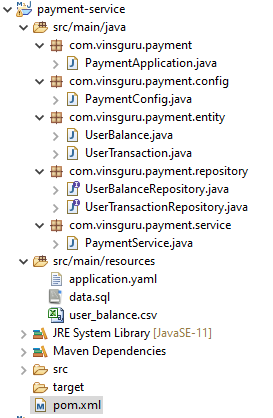 payment-service
src/main/java
com.vinsguru.payment
PaymentApplication.java
com.vinsguru.payment.config
PaymentConfig.java
com.vinsguru.payment.entity
UserBalance.java
UserTransaction.java
com.vinsguru.payment.repository
UserBalanceRepository.java
UserTransactionRepository.java
com.vinsguru.payment.service
PaymentService.java
src/main/resources
application.yaml
data.sql
user_balance.csv
JRE System Library [JavaSE-11]
Maven Dependencies
src
target
pom.xml